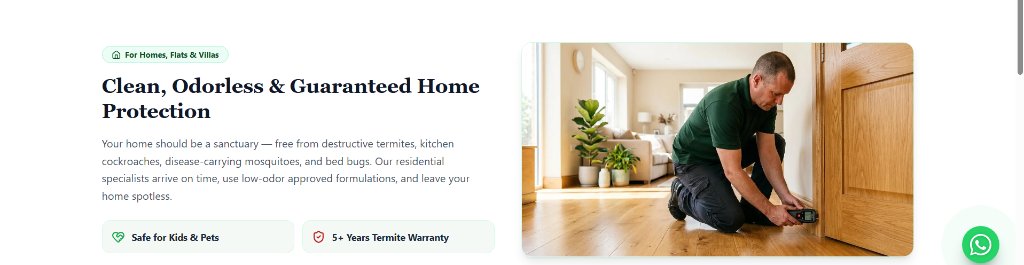 For Homes, Flats & Villas
Clean, Odorless & Guaranteed Home
Protection
Your home should be a sanctuary — free from destructive termites, kitchen
cockroaches, disease-carrying mosquitoes, and bed bugs. Our residential
specialists arrive on time, use low-odor approved formulations, and leave your
home spotless.
Safe for Kids & Pets
5+ Years Termite Warranty